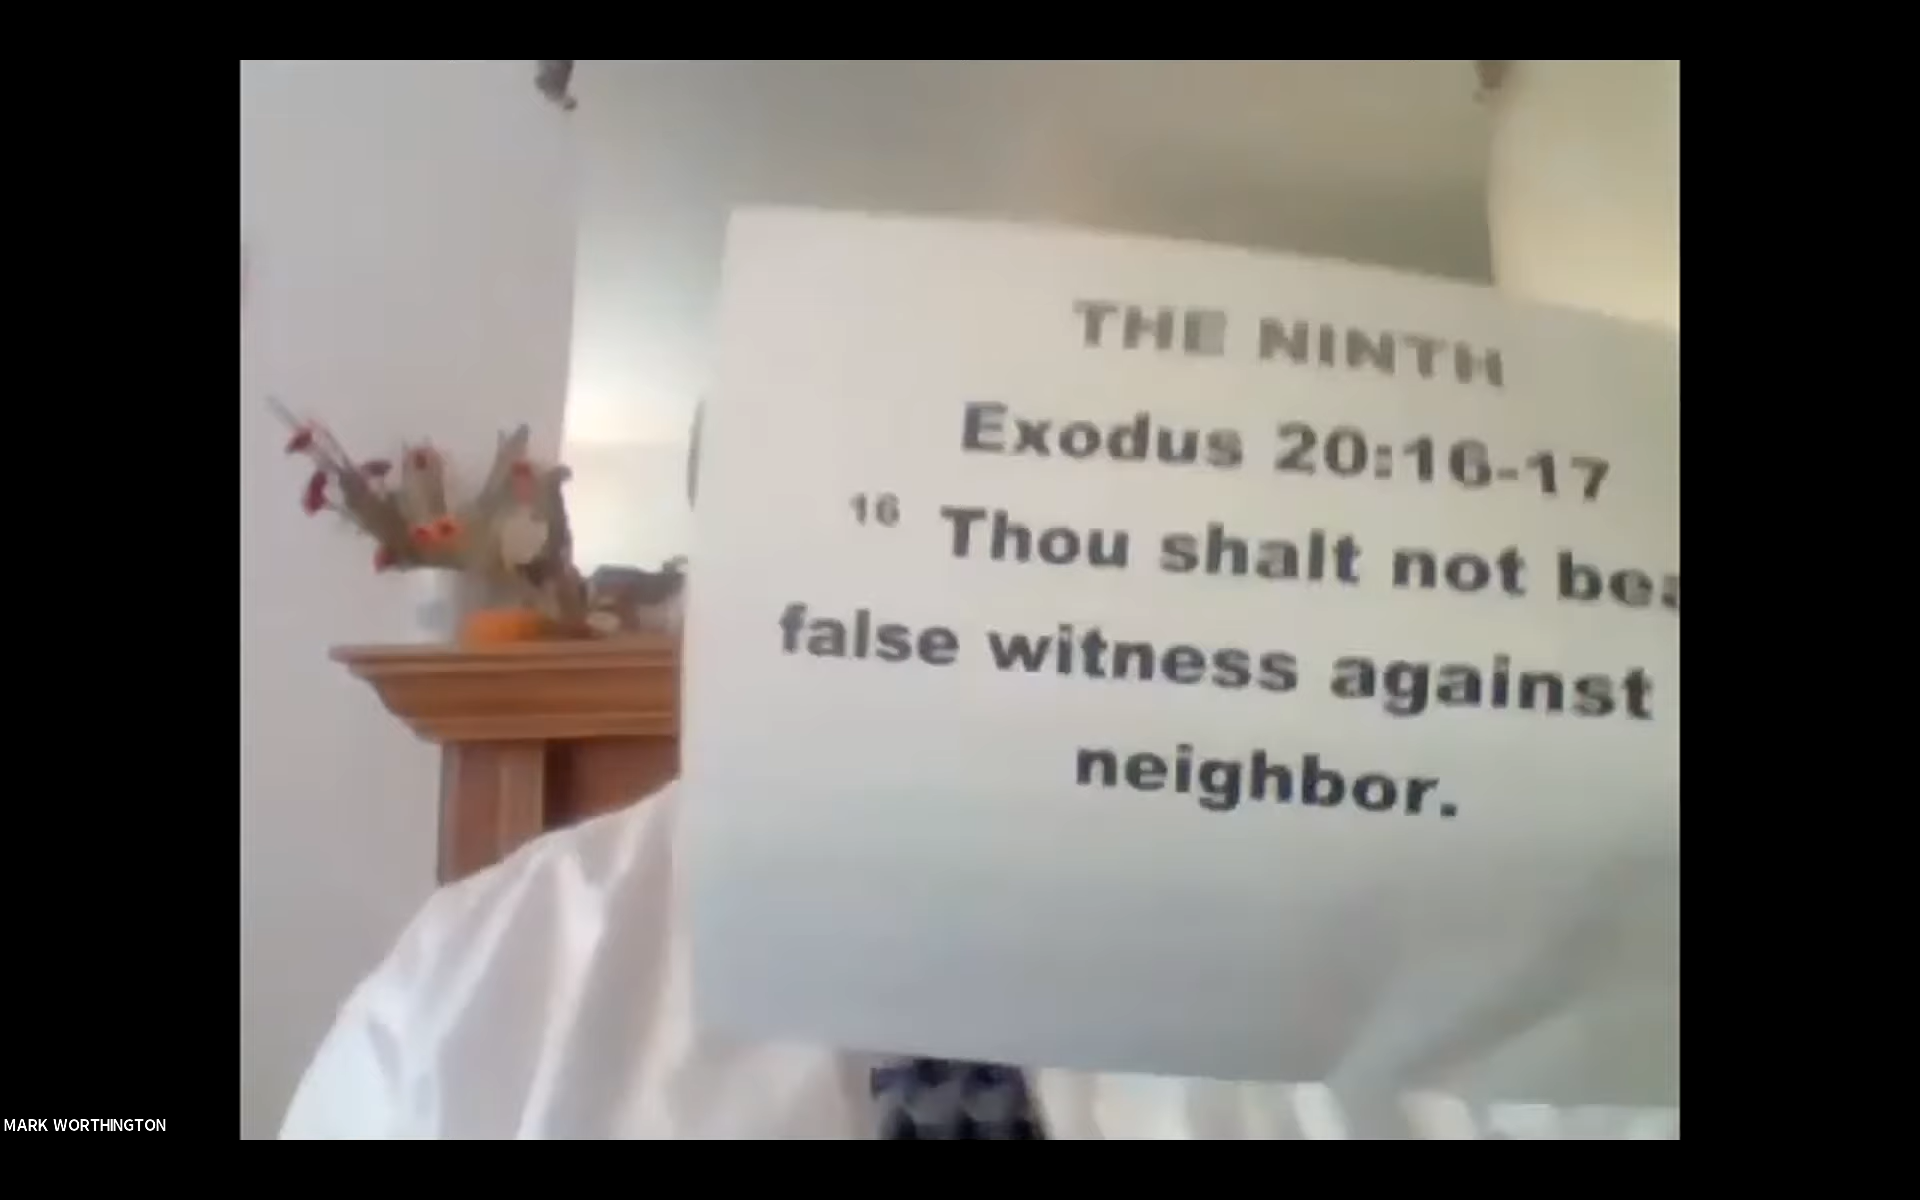 THE NINTH
Exodus 20:16-17
16 Thou shalt not
false witness against
neighbor.
MARK WORTHINGTON